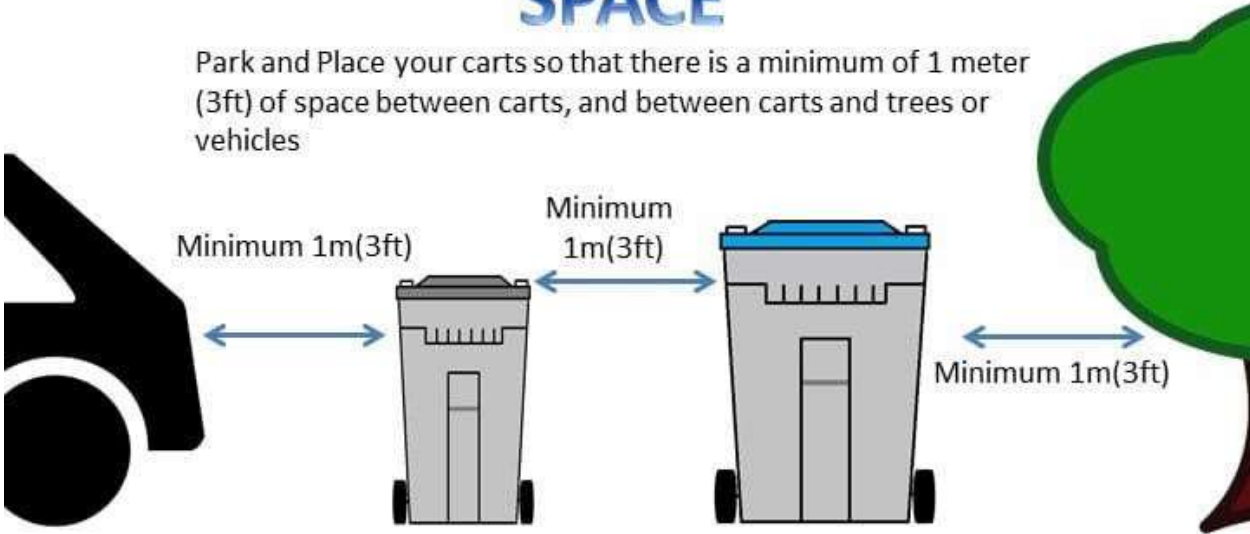 SPACE
Park and Place your carts so that there is a minimum of 1 meter
(3ft) of space between carts, and between carts and trees or
vehicles
Minimum
1m(3ft)
Minimum 1m(3ft)
Minimum 1m(3ft)